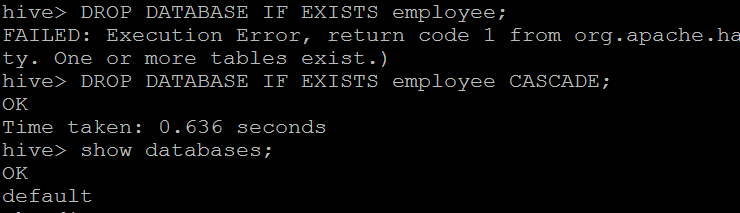 hive> DROP DATABASE IF EXISTS employee;
FAILED: Execution Error, return code 1 from org.apache.ha
ty. One or more tables exist.)
hive> DROP DATABASE IF EXISTS employee CASCADE;
OK
Time taken: 0.636 seconds
hive> show databases;
OK
default